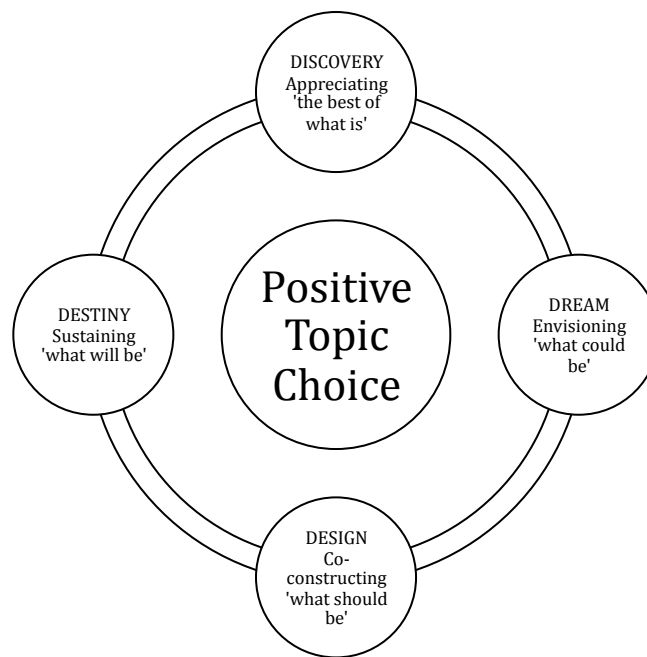 DISCOVERY
Appreciating
'the best of
what is'
DREAM
Envisioning
'what could
be'
DESIGN
Co-
constructing
'what should
be'
DESTINY
Sustaining
'what will be'
Positive
Topic
Choice